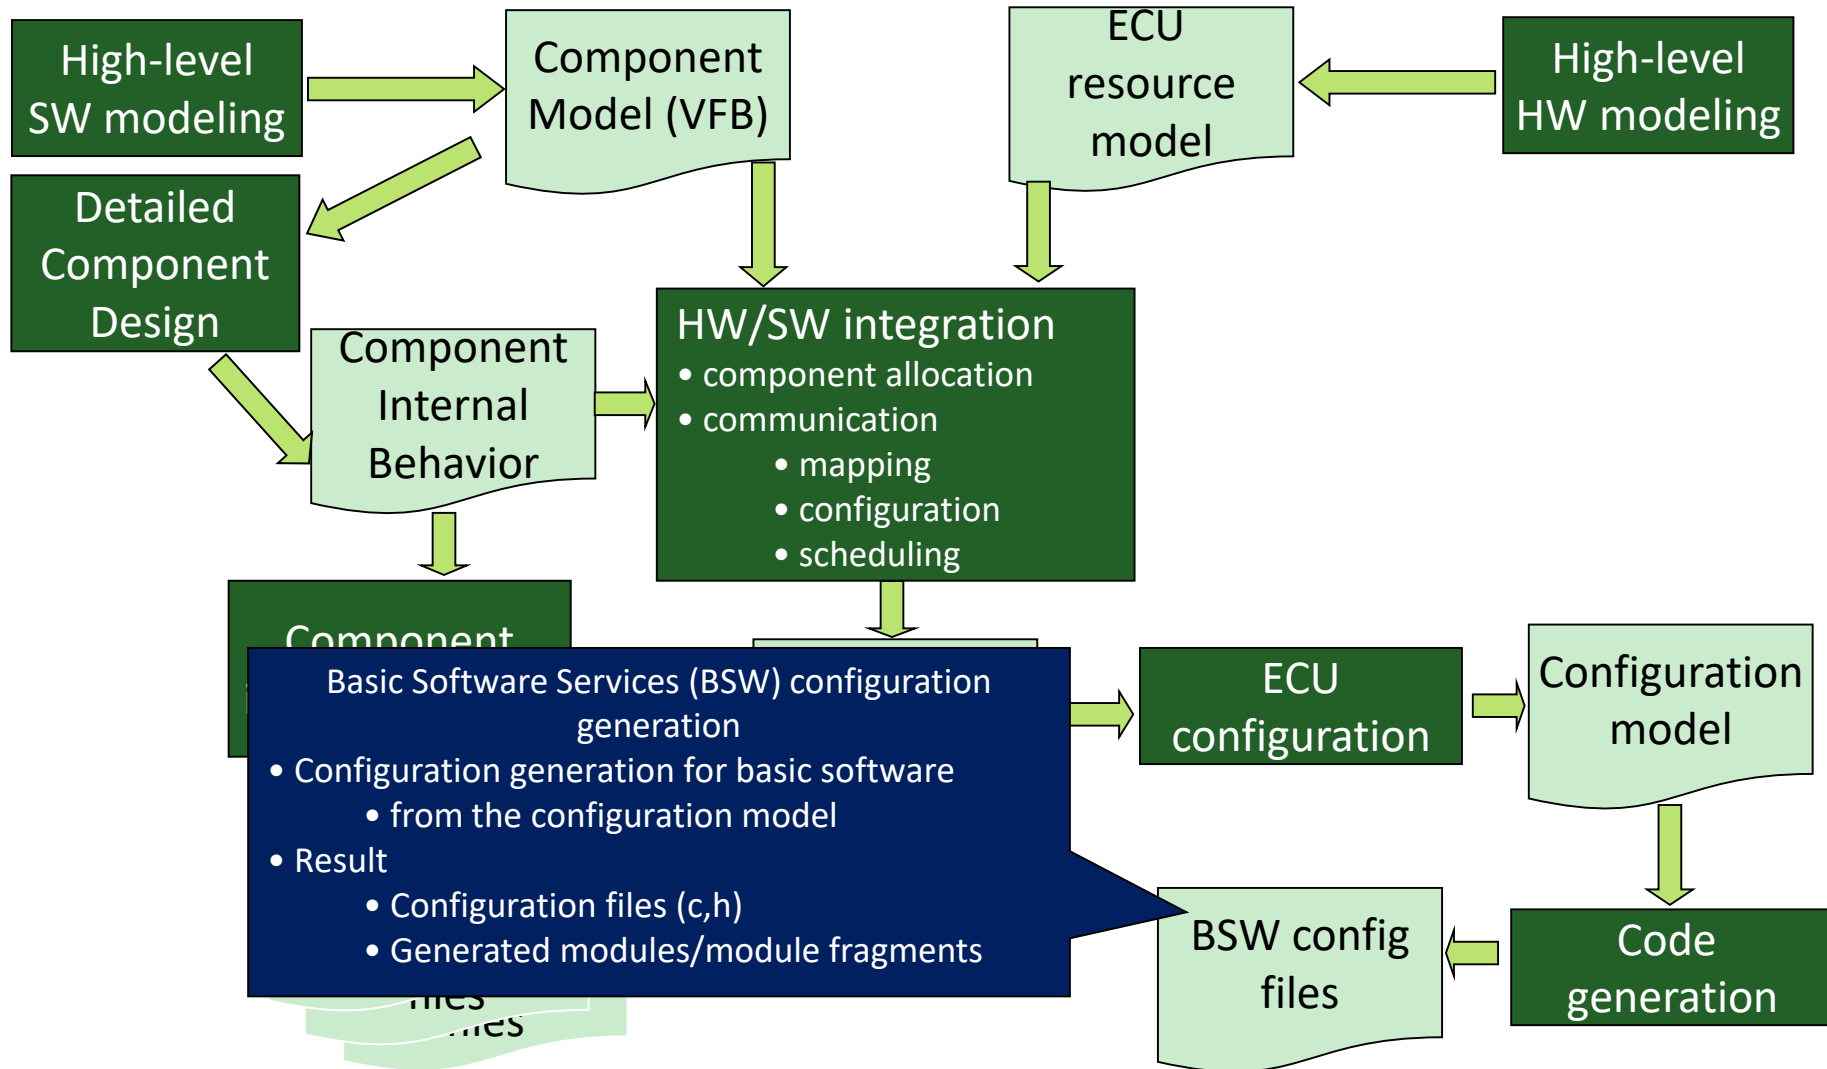 High-level
SW modeling
Component
Model (VFB)
ECU
resource
model
High-level
HW modeling
Detailed
Component
Design
Component
Internal
Behavior
HW/SW integration
• component allocation
• communication
• mapping
• configuration
• scheduling
Component
Basic Software Services (BSW) configuration
generation
• Configuration generation for basic software
• from the configuration model
• Result
• Configuration files (c,h)
• Generated modules/module fragments
ECU
configuration
Configuration
model
BSW config
files
Code
generation
files
files